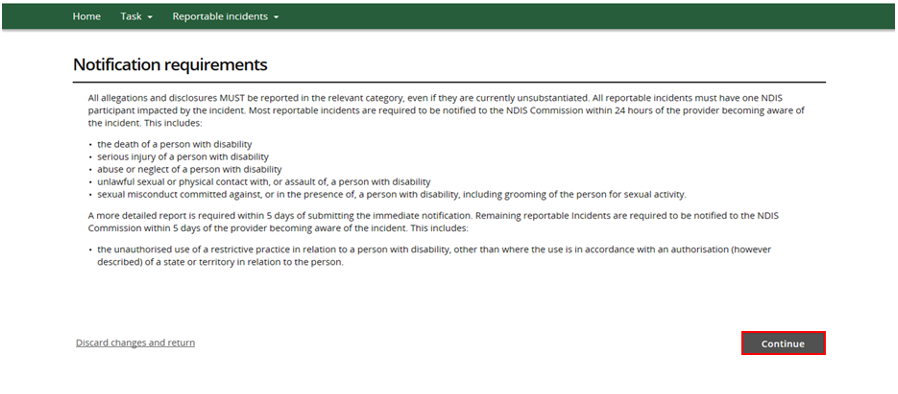 Home Task Reportable incidents
Notification requirements
All allegations and disclosures MUST be reported in the relevant category, even if they are currently unsubstantiated. All reportable incidents must have one NDIS
participant impacted by the incident. Most reportable incidents are required to be notified to the NDIS Commission within 24 hours of the provider becoming aware of
the incident. This includes:
• the death of a person with disability
• serious injury of a person with disability
• abuse or neglect of a person with disability
• unlawful sexual or physical contact with, or assault of, a person with disability
• sexual misconduct committed against, or in the presence of, a person with disability, including grooming of the person for sexual activity.
A more detailed report is required within 5 days of submitting the immediate notification. Remaining reportable Incidents are required to be notified to the NDIS
Commission within 5 days of the provider becoming aware of the incident. This includes:
• the unauthorised use of a restrictive practice in relation to a person with disability, other than where the use is in accordance with an authorisation (however
described) of a state or territory in relation to the person.
Discard changes and return Continue